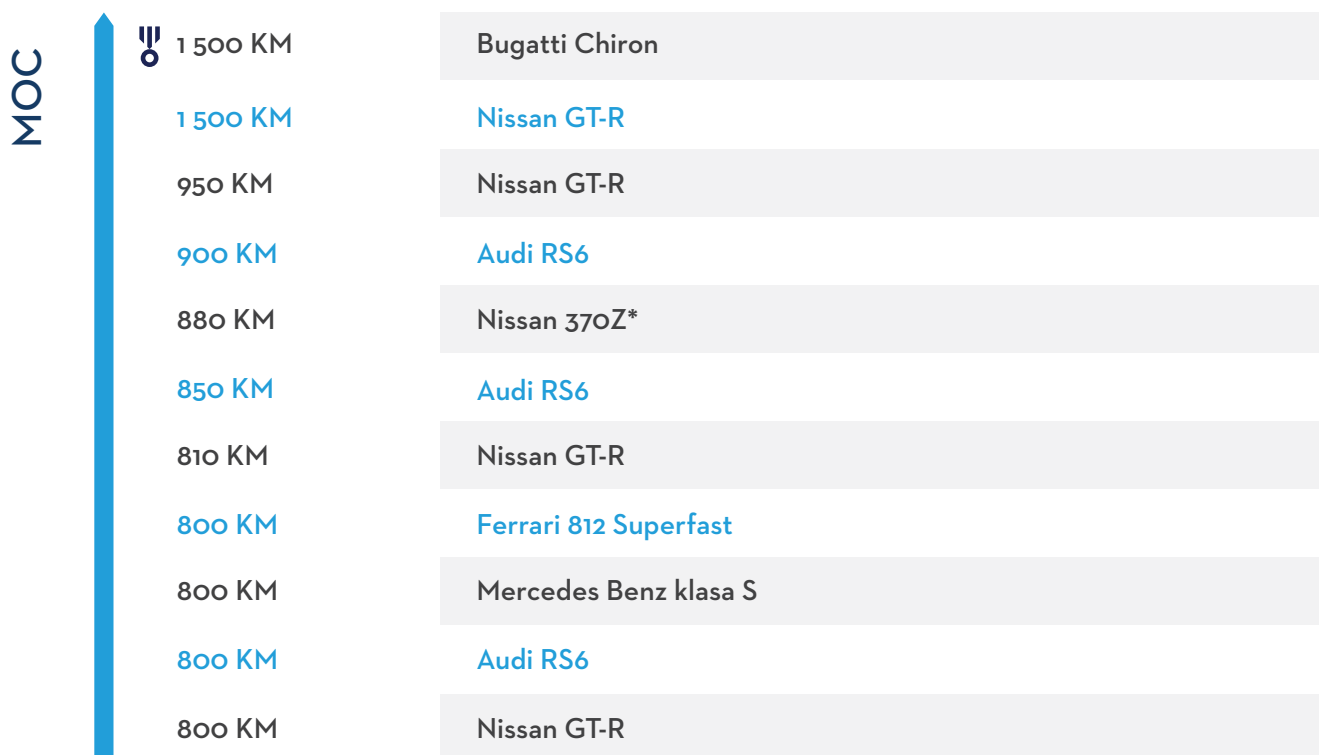 MOC
1 500 KM Bugatti Chiron
1 500 KM Nissan GT-R
950 KM Nissan GT-R
900 KM Audi RS6
880 KM Nissan 370Z*
850 KM Audi RS6
810 KM Nissan GT-R
800 KM Ferrari 812 Superfast
800 KM Mercedes Benz klasa S
800 KM Audi RS6
800 KM Nissan GT-R